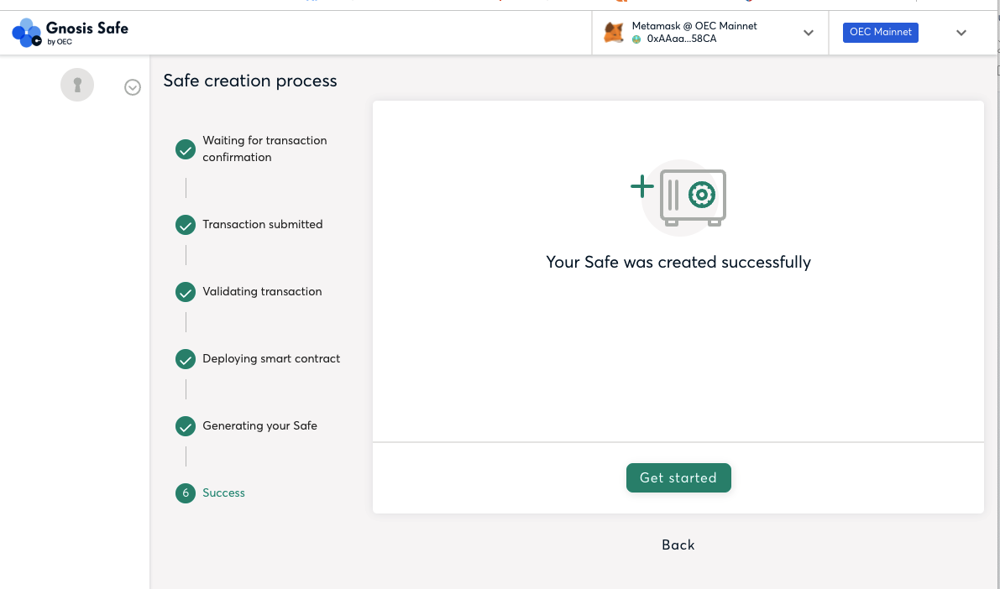 Gnosis Safe
by OEC
Metamask @ OEC Mainnet
0xAAaa...58CA
OEC Mainnet
Safe creation process
Waiting for transaction
confirmation
Transaction submitted
Validating transaction
Deploying smart contract
Generating your Safe
6 Success
Your Safe was created successfully
Get started
Back